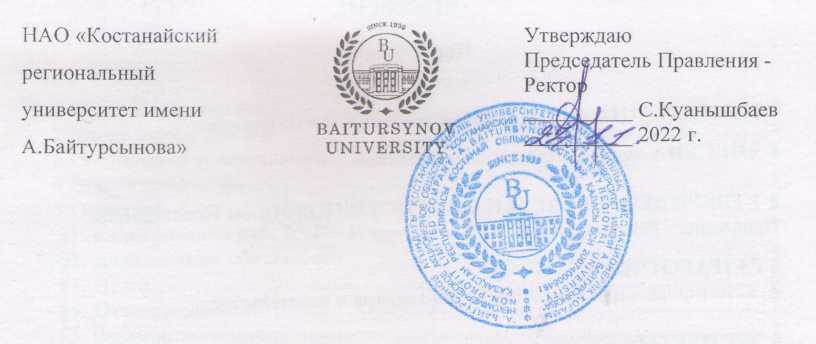 НАО «Костанайский
региональный
университет имени
А.Байтурсынова»
SINCE 1939
BU
BAITURSYNOV
UNIVERSITY
Утверждаю
Председатель Правления -
Ректор
С.Куанышбаев
2022 г.
SINCE 1939
BU